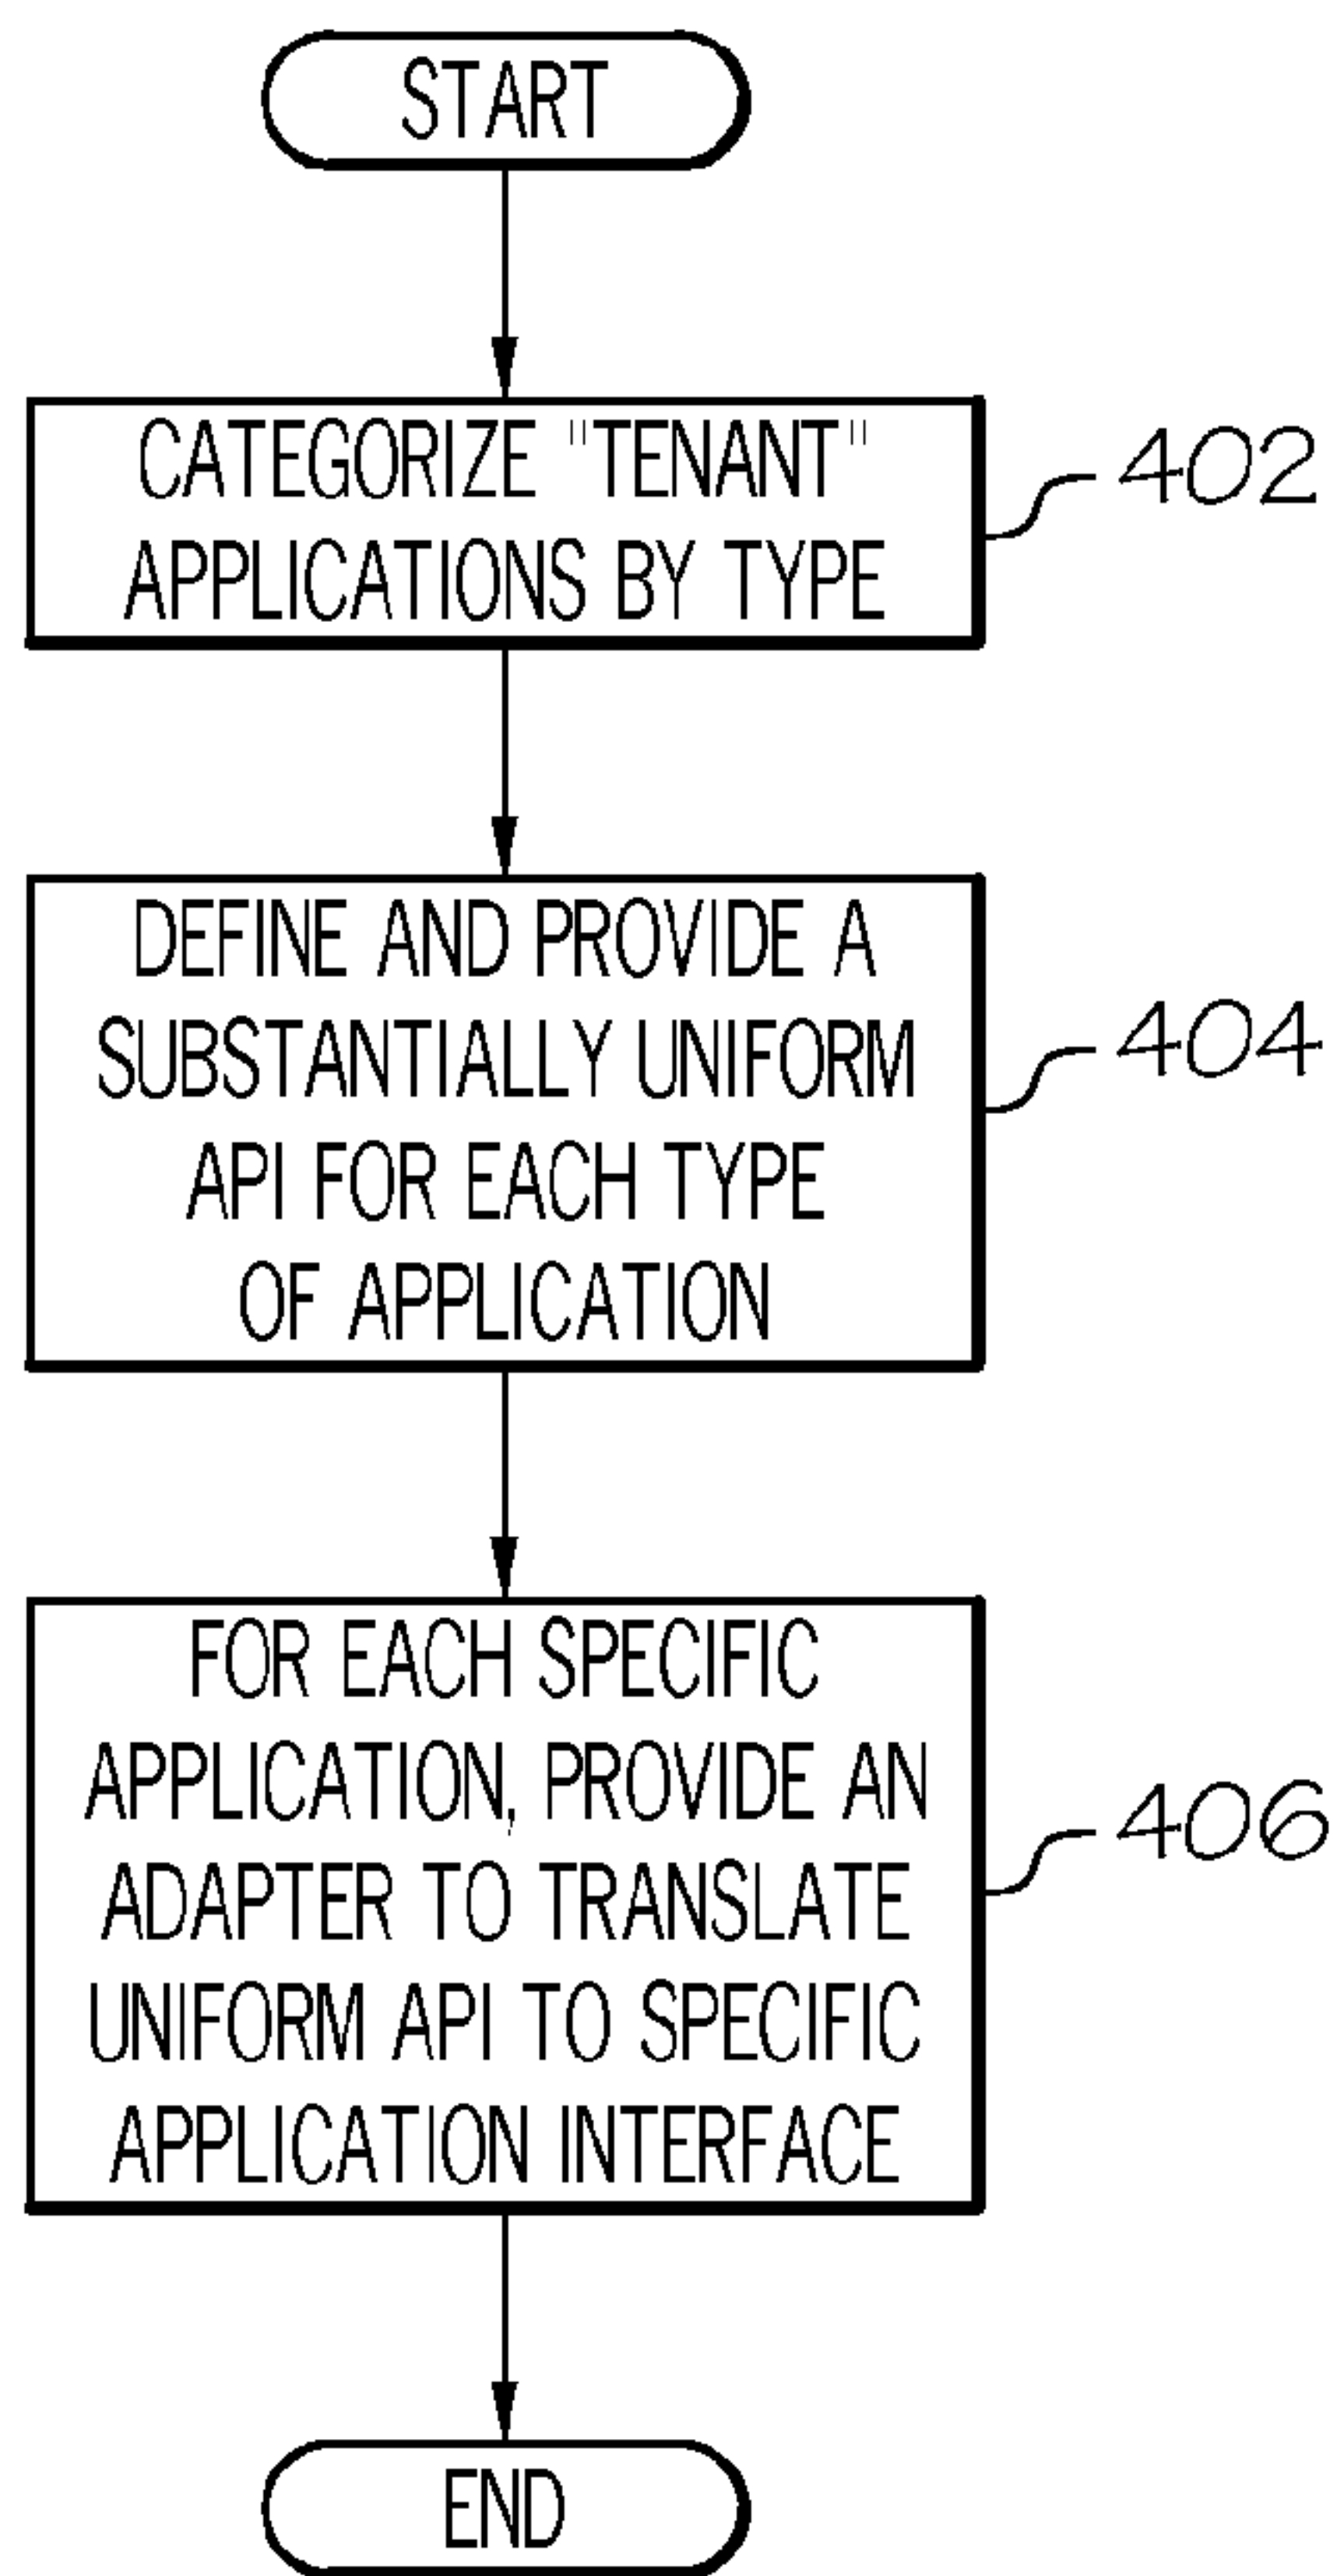 START
CATEGORIZE "TENANT"
APPLICATIONS BY TYPE
402
DEFINE AND PROVIDE A
SUBSTANTIALLY UNIFORM
API FOR EACH TYPE
OF APPLICATION
404
FOR EACH SPECIFIC
APPLICATION, PROVIDE AN
ADAPTER TO TRANSLATE
UNIFORM API TO SPECIFIC
APPLICATION INTERFACE
406
END